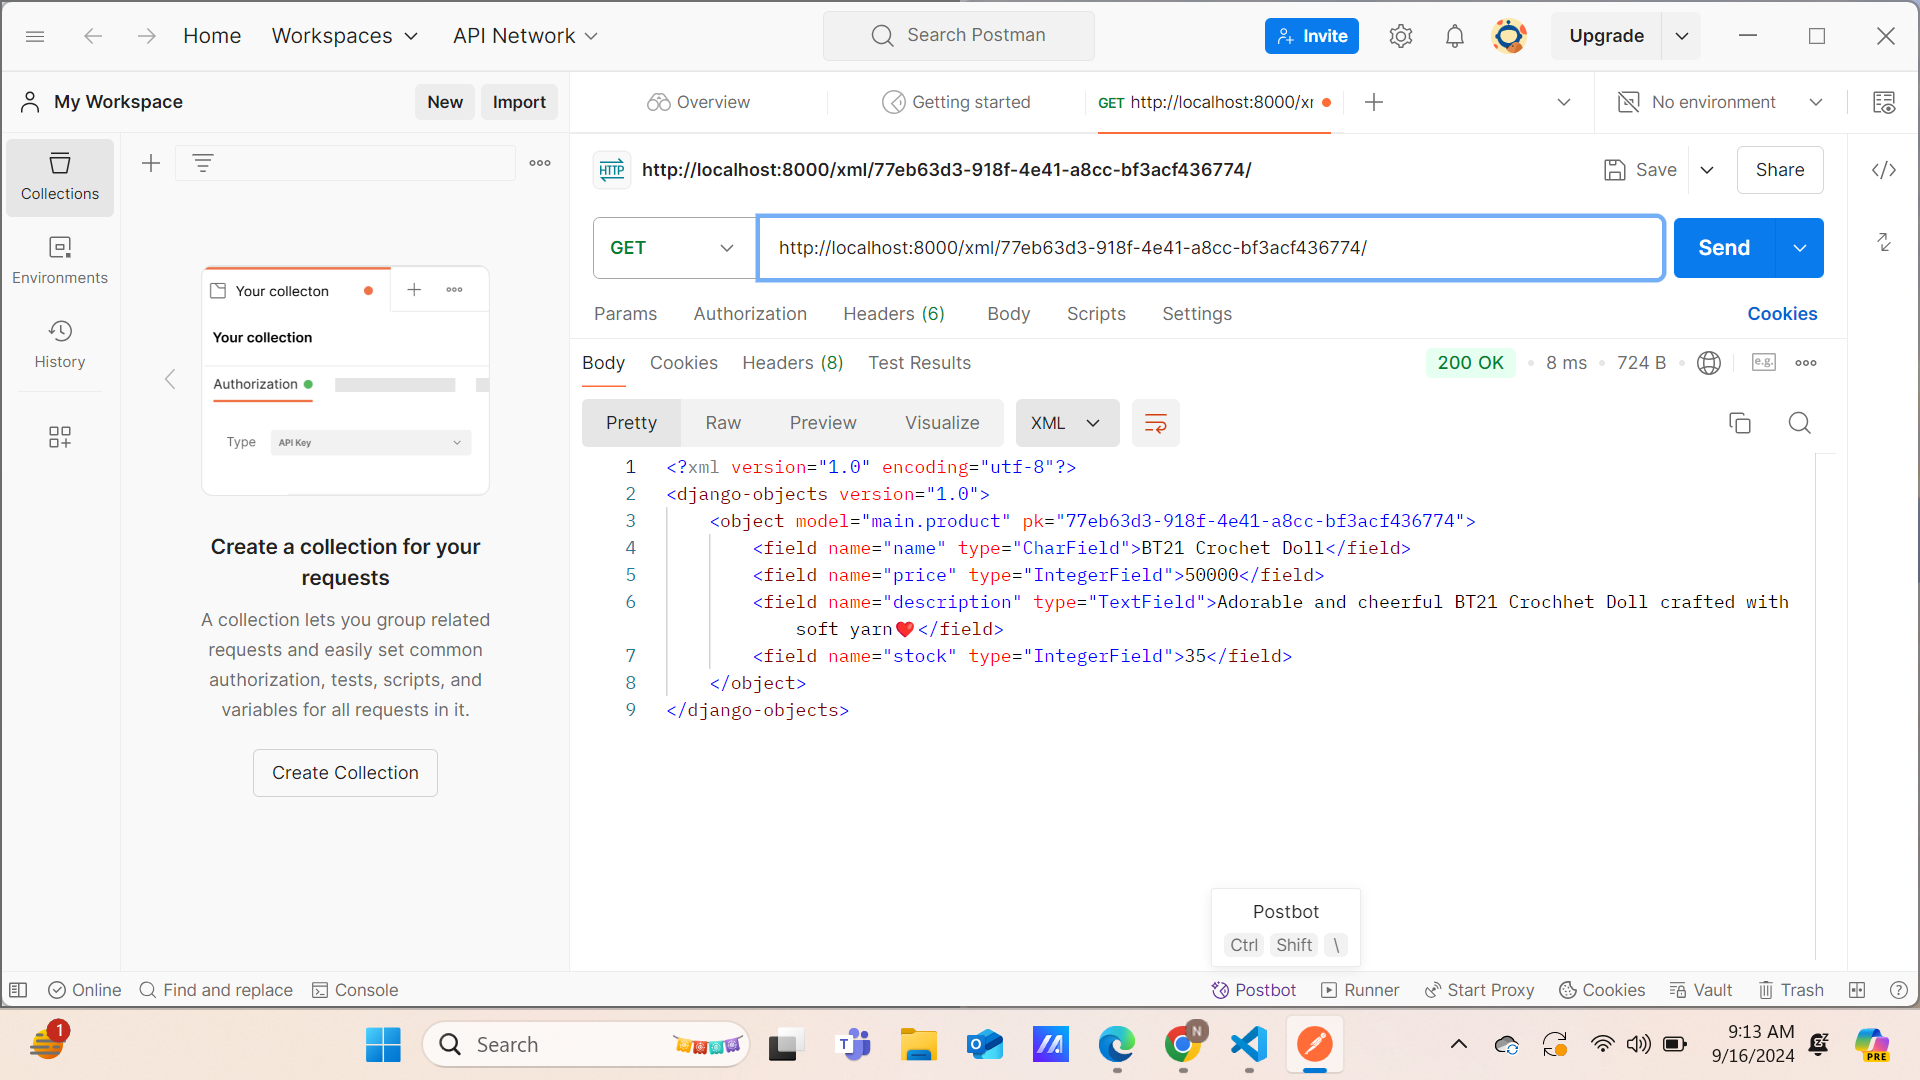 Home
Workspaces
API Network
Search Postman
Invite
Upgrade
My Workspace
New
Import
Overview
Getting started
GET http://localhost:8000/xr
No environment
Collections
Environments
History
Your collecton
Your collection
Authorization
Type
API Key
Create a collection for your
requests
A collection lets you group related
requests and easily set common
authorization, tests, scripts, and
variables for all requests in it.
Create Collection
HTTP
http://localhost:8000/xml/77eb63d3-918f-4e41-a8cc-bf3acf436774/
Save
Share
GET
http://localhost:8000/xml/77eb63d3-918f-4e41-a8cc-bf3acf436774/
Send
Params
Authorization
Headers (6)
Body
Scripts
Settings
Cookies
Body
Cookies
Headers (8)
Test Results
200 OK
8 ms
724 B
e.g.
Pretty
Raw
Preview
Visualize
XML
1 <?xml version="1.0" encoding="utf-8"?>
2 <django-objects version="1.0">
3 <object model="main.product" pk="77eb63d3-918f-4e41-a8cc-bf3acf436774">
4 <field name="name" type="CharField">BT21 Crochet Doll</field>
5 <field name="price" type="IntegerField">50000</field>
6 <field name="description" type="TextField">Adorable and cheerful BT21 Crochhet Doll crafted with
soft yarn❤️</field>
7 <field name="stock" type="IntegerField">35</field>
8 </object>
9 </django-objects>
Postbot
Ctrl Shift \
Online
Find and replace
Console
Postbot
Runner
Start Proxy
Cookies
Vault
Trash
1
Search
N
9:13 AM
9/16/2024
PRE